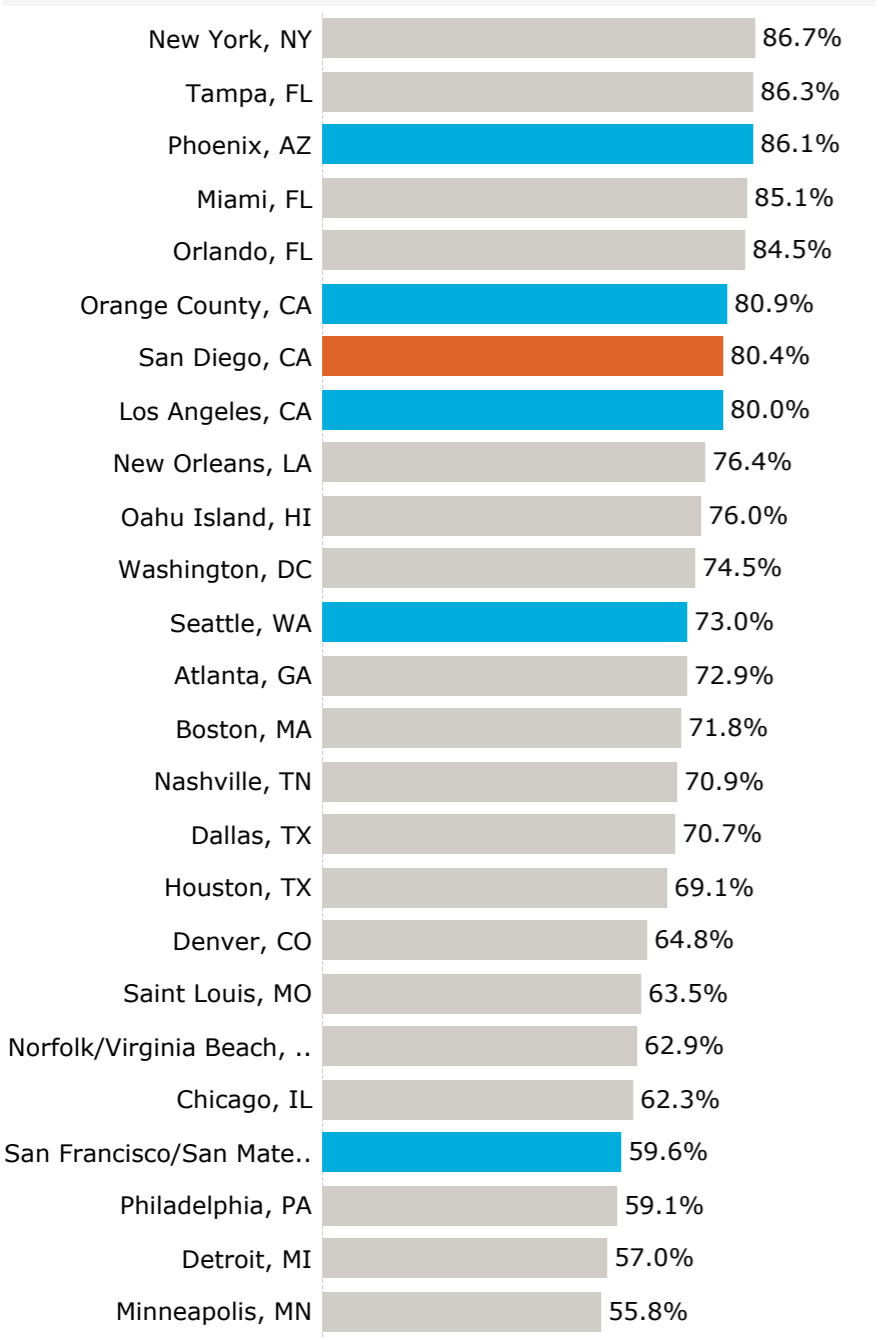 New York, NY 86.7%
Tampa, FL 86.3%
Phoenix, AZ 86.1%
Miami, FL 85.1%
Orlando, FL 84.5%
Orange County, CA 80.9%
San Diego, CA 80.4%
Los Angeles, CA 80.0%
New Orleans, LA 76.4%
Oahu Island, HI 76.0%
Washington, DC 74.5%
Seattle, WA 73.0%
Atlanta, GA 72.9%
Boston, MA 71.8%
Nashville, TN 70.9%
Dallas, TX 70.7%
Houston, TX 69.1%
Denver, CO 64.8%
Saint Louis, MO 63.5%
Norfolk/Virginia Beach, .. 62.9%
Chicago, IL 62.3%
San Francisco/San Mate.. 59.6%
Philadelphia, PA 59.1%
Detroit, MI 57.0%
Minneapolis, MN 55.8%